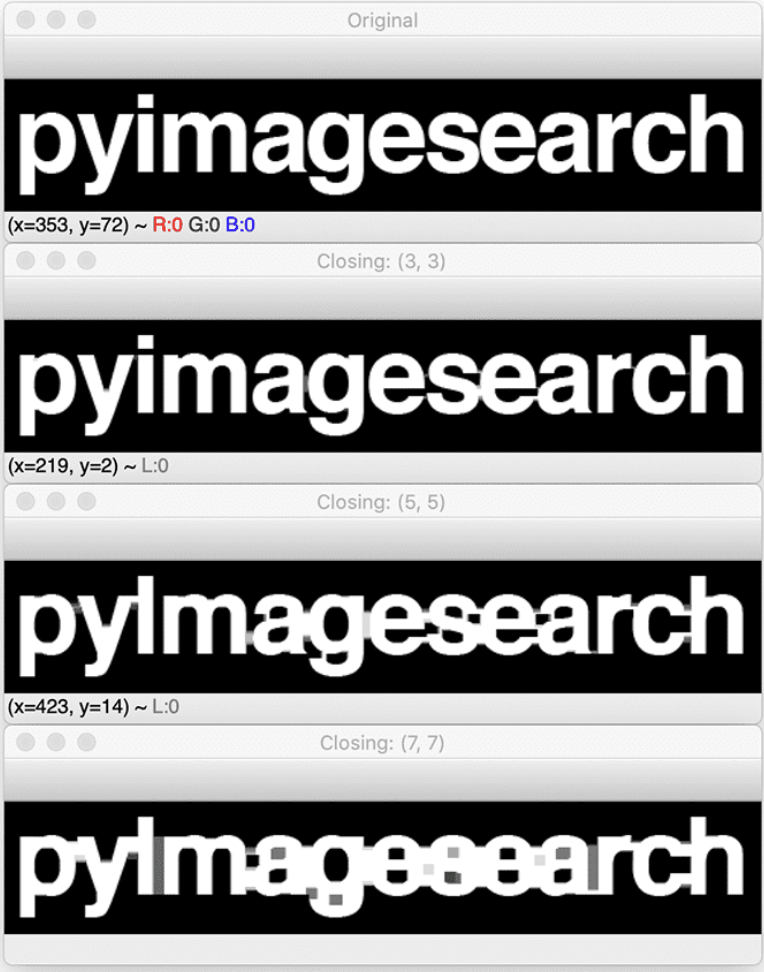 Original
pyimagesearch
(x=353, y=72) ~ R:0 G:0 B:0
Closing: (3, 3)
pyimagesearch
(x=219, y=2) ~ L:0
Closing: (5, 5)
pyimagesearch
(x=423, y=14) ~ L:0
Closing: (7, 7)
pyimagesearch